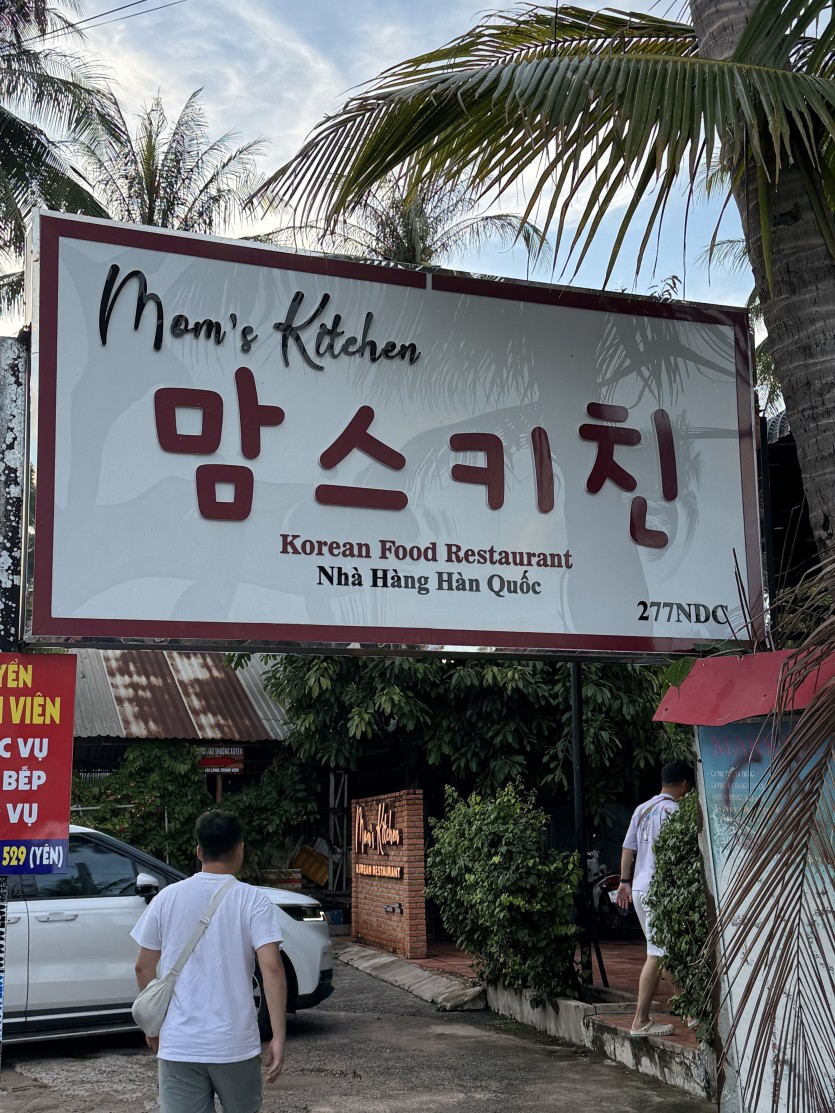 Mom's Kitchen
맘스키친
Korean Food Restaurant
Nhà Hàng Hàn Quốc
277NDC
VIÊN
VỤ
BẾP
VỤ
529 (YÊN)
Mom's Kitchen
KOREAN RESTAURANT